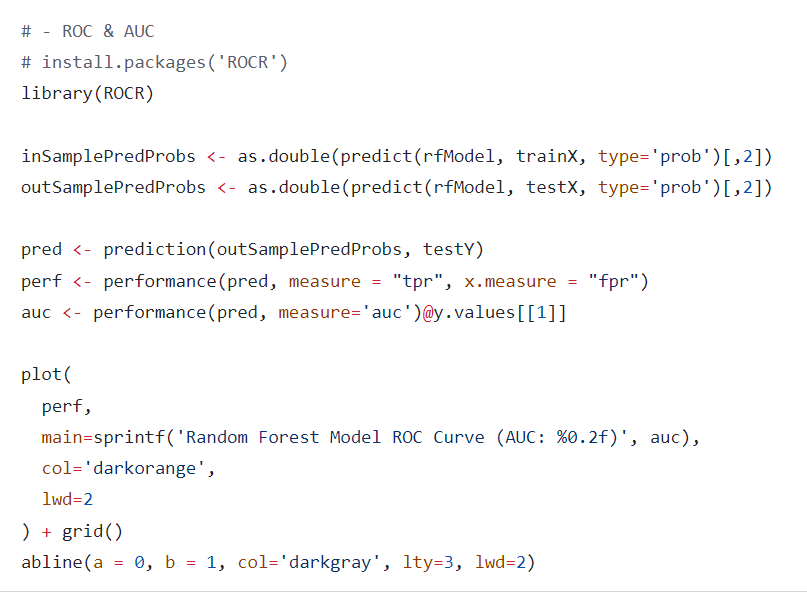 # - ROC & AUC
# install.packages('ROCR')
library(ROCR)

inSamplePredProbs <- as.double(predict(rfModel, trainX, type='prob')[,2])
outSamplePredProbs <- as.double(predict(rfModel, testX, type='prob')[,2])

pred <- prediction(outSamplePredProbs, testY)
perf <- performance(pred, measure = "tpr", x.measure = "fpr")
auc <- performance(pred, measure='auc')@y.values[[1]]

plot(
  perf,
  main=sprintf('Random Forest Model ROC Curve (AUC: %0.2f)', auc),
  col='darkorange',
  lwd=2
) + grid()
abline(a = 0, b = 1, col='darkgray', lty=3, lwd=2)